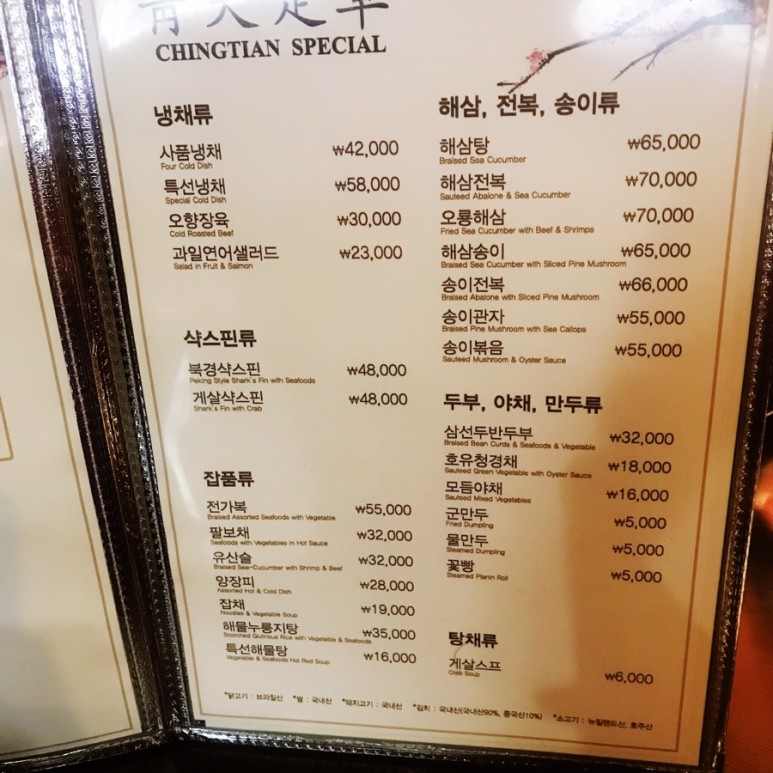 CHINGTIAN SPECIAL
냉채류
사품냉채 ₩42,000
Four Cold Dish
특선냉채 ₩58,000
Special Cold Dish
오향장육 ₩30,000
Cold Roasted Beef
과일연어샐러드 ₩23,000
Salad in Fruit & Salmon
샥스핀류
북경샥스핀 ₩48,000
Peking Style Shark's Fin with Seafoods
게살샥스핀 ₩48,000
Shark's Fin with Crab
잡품류
전가복 ₩55,000
Braised Assorted Seafoods with Vegetable
팔보채 ₩32,000
Seafoods with Vegetables in Hot Sauce
유산슬 ₩32,000
Braised Sea-Cucumber with Shrimp & Beef
양장피 ₩28,000
Assorted Hot & Cold Dish
잡채 ₩19,000
Noodles & Vegetable Soup
해물누룽지탕 ₩35,000
Scorched Glutinous Rice with Vegetable & Seafoods
특선해물탕 ₩16,000
Vegetable & Seafoods Hot Red Soup
해삼, 전복, 송이류
해삼탕 ₩65,000
Braised Sea Cucumber
해삼전복 ₩70,000
Sauteed Abalone & Sea Cucumber
오룡해삼 ₩70,000
Fried Sea Cucumber with Beef & Shrimps
해삼송이 ₩65,000
Braised Sea Cucumber with Sliced Pine Mushroom
송이전복 ₩66,000
Braised Abalone with Sliced Pine Mushroom
송이관자 ₩55,000
Braised Pine Mushroom with Sea Callops
송이볶음 ₩55,000
Sauteed Mushroom & Oyster Sauce
두부, 야채, 만두류
삼선두반두부 ₩32,000
Braised Bean Curds & Seafoods & Vegetable
호유청경채 ₩18,000
Sauteed Green Vegetable with Oyster Sauce
모듬야채 ₩16,000
Sauteed Mixed Vegetables
군만두 ₩5,000
Fried Dumpling
물만두 ₩5,000
Steamed Dumpling
꽃빵 ₩5,000
Steamed Planin Roll
탕채류
게살스프 ₩6,000
Crab Soup
*닭고기 : 브라질산 *쌀 : 국내산 *돼지고기 : 국내산 *김치 : 국내산(국내산90%, 중국산10%) *소고기 : 뉴질랜드산, 호주산